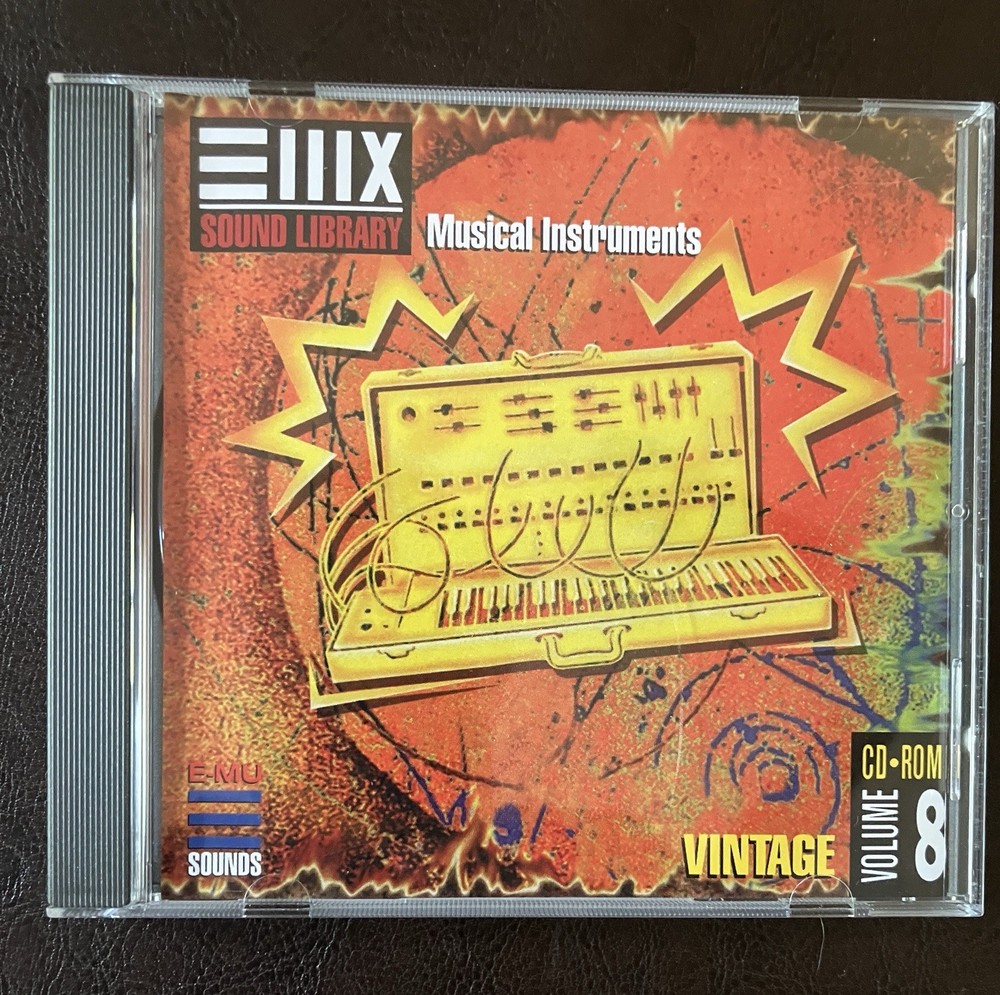 EIIIX
SOUND LIBRARY
Musical Instruments
E-MU
SOUNDS
VINTAGE
CD•ROM
VOLUME 8